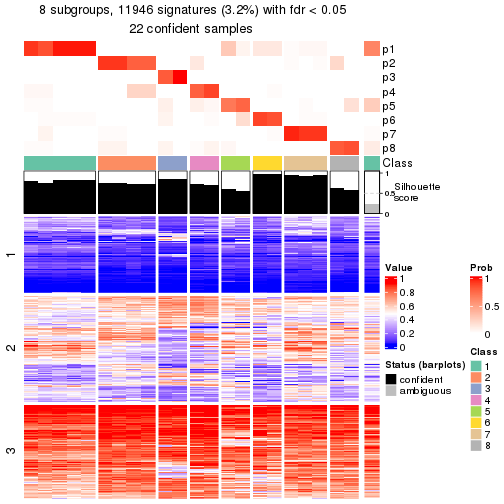 8 subgroups, 11946 signatures (3.2%) with fdr < 0.05
22 confident samples
p1
p2
p3
p4
p5
p6
p7
p8
Class
1
0.5
0
Silhouette
score
1
2
3
Value
1
0.8
0.6
0.4
0.2
0
Prob
1
0.5
0
Status (barplots)
confident
ambiguous
Class
1
2
3
4
5
6
7
8